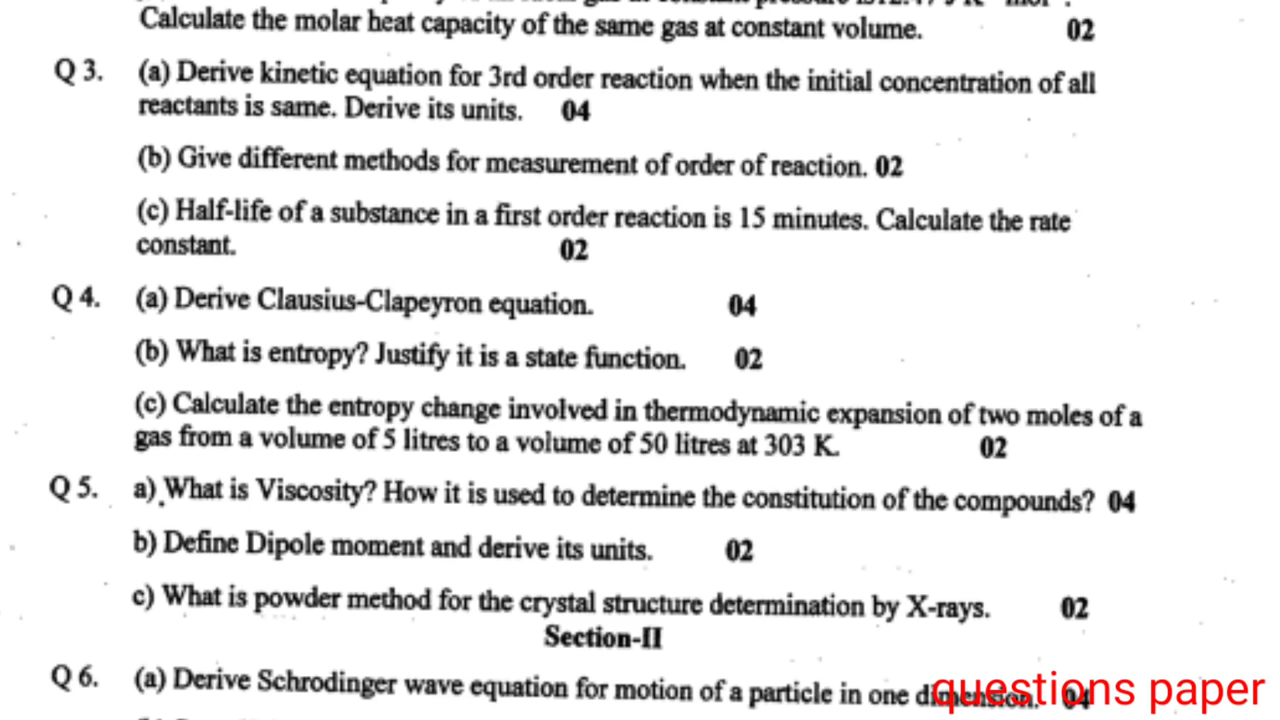 Calculate the molar heat capacity of the same gas at constant volume. 02
Q 3. (a) Derive kinetic equation for 3rd order reaction when the initial concentration of all
reactants is same. Derive its units. 04
(b) Give different methods for measurement of order of reaction. 02
(c) Half-life of a substance in a first order reaction is 15 minutes. Calculate the rate
constant. 02
Q 4. (a) Derive Clausius-Clapeyron equation. 04
(b) What is entropy? Justify it is a state function. 02
(c) Calculate the entropy change involved in thermodynamic expansion of two moles of a
gas from a volume of 5 litres to a volume of 50 litres at 303 K. 02
Q 5. a) What is Viscosity? How it is used to determine the constitution of the compounds? 04
b) Define Dipole moment and derive its units. 02
c) What is powder method for the crystal structure determination by X-rays. 02
Section-II
Q 6. (a) Derive Schrodinger wave equation for motion of a particle in one dimension. 04
questions paper